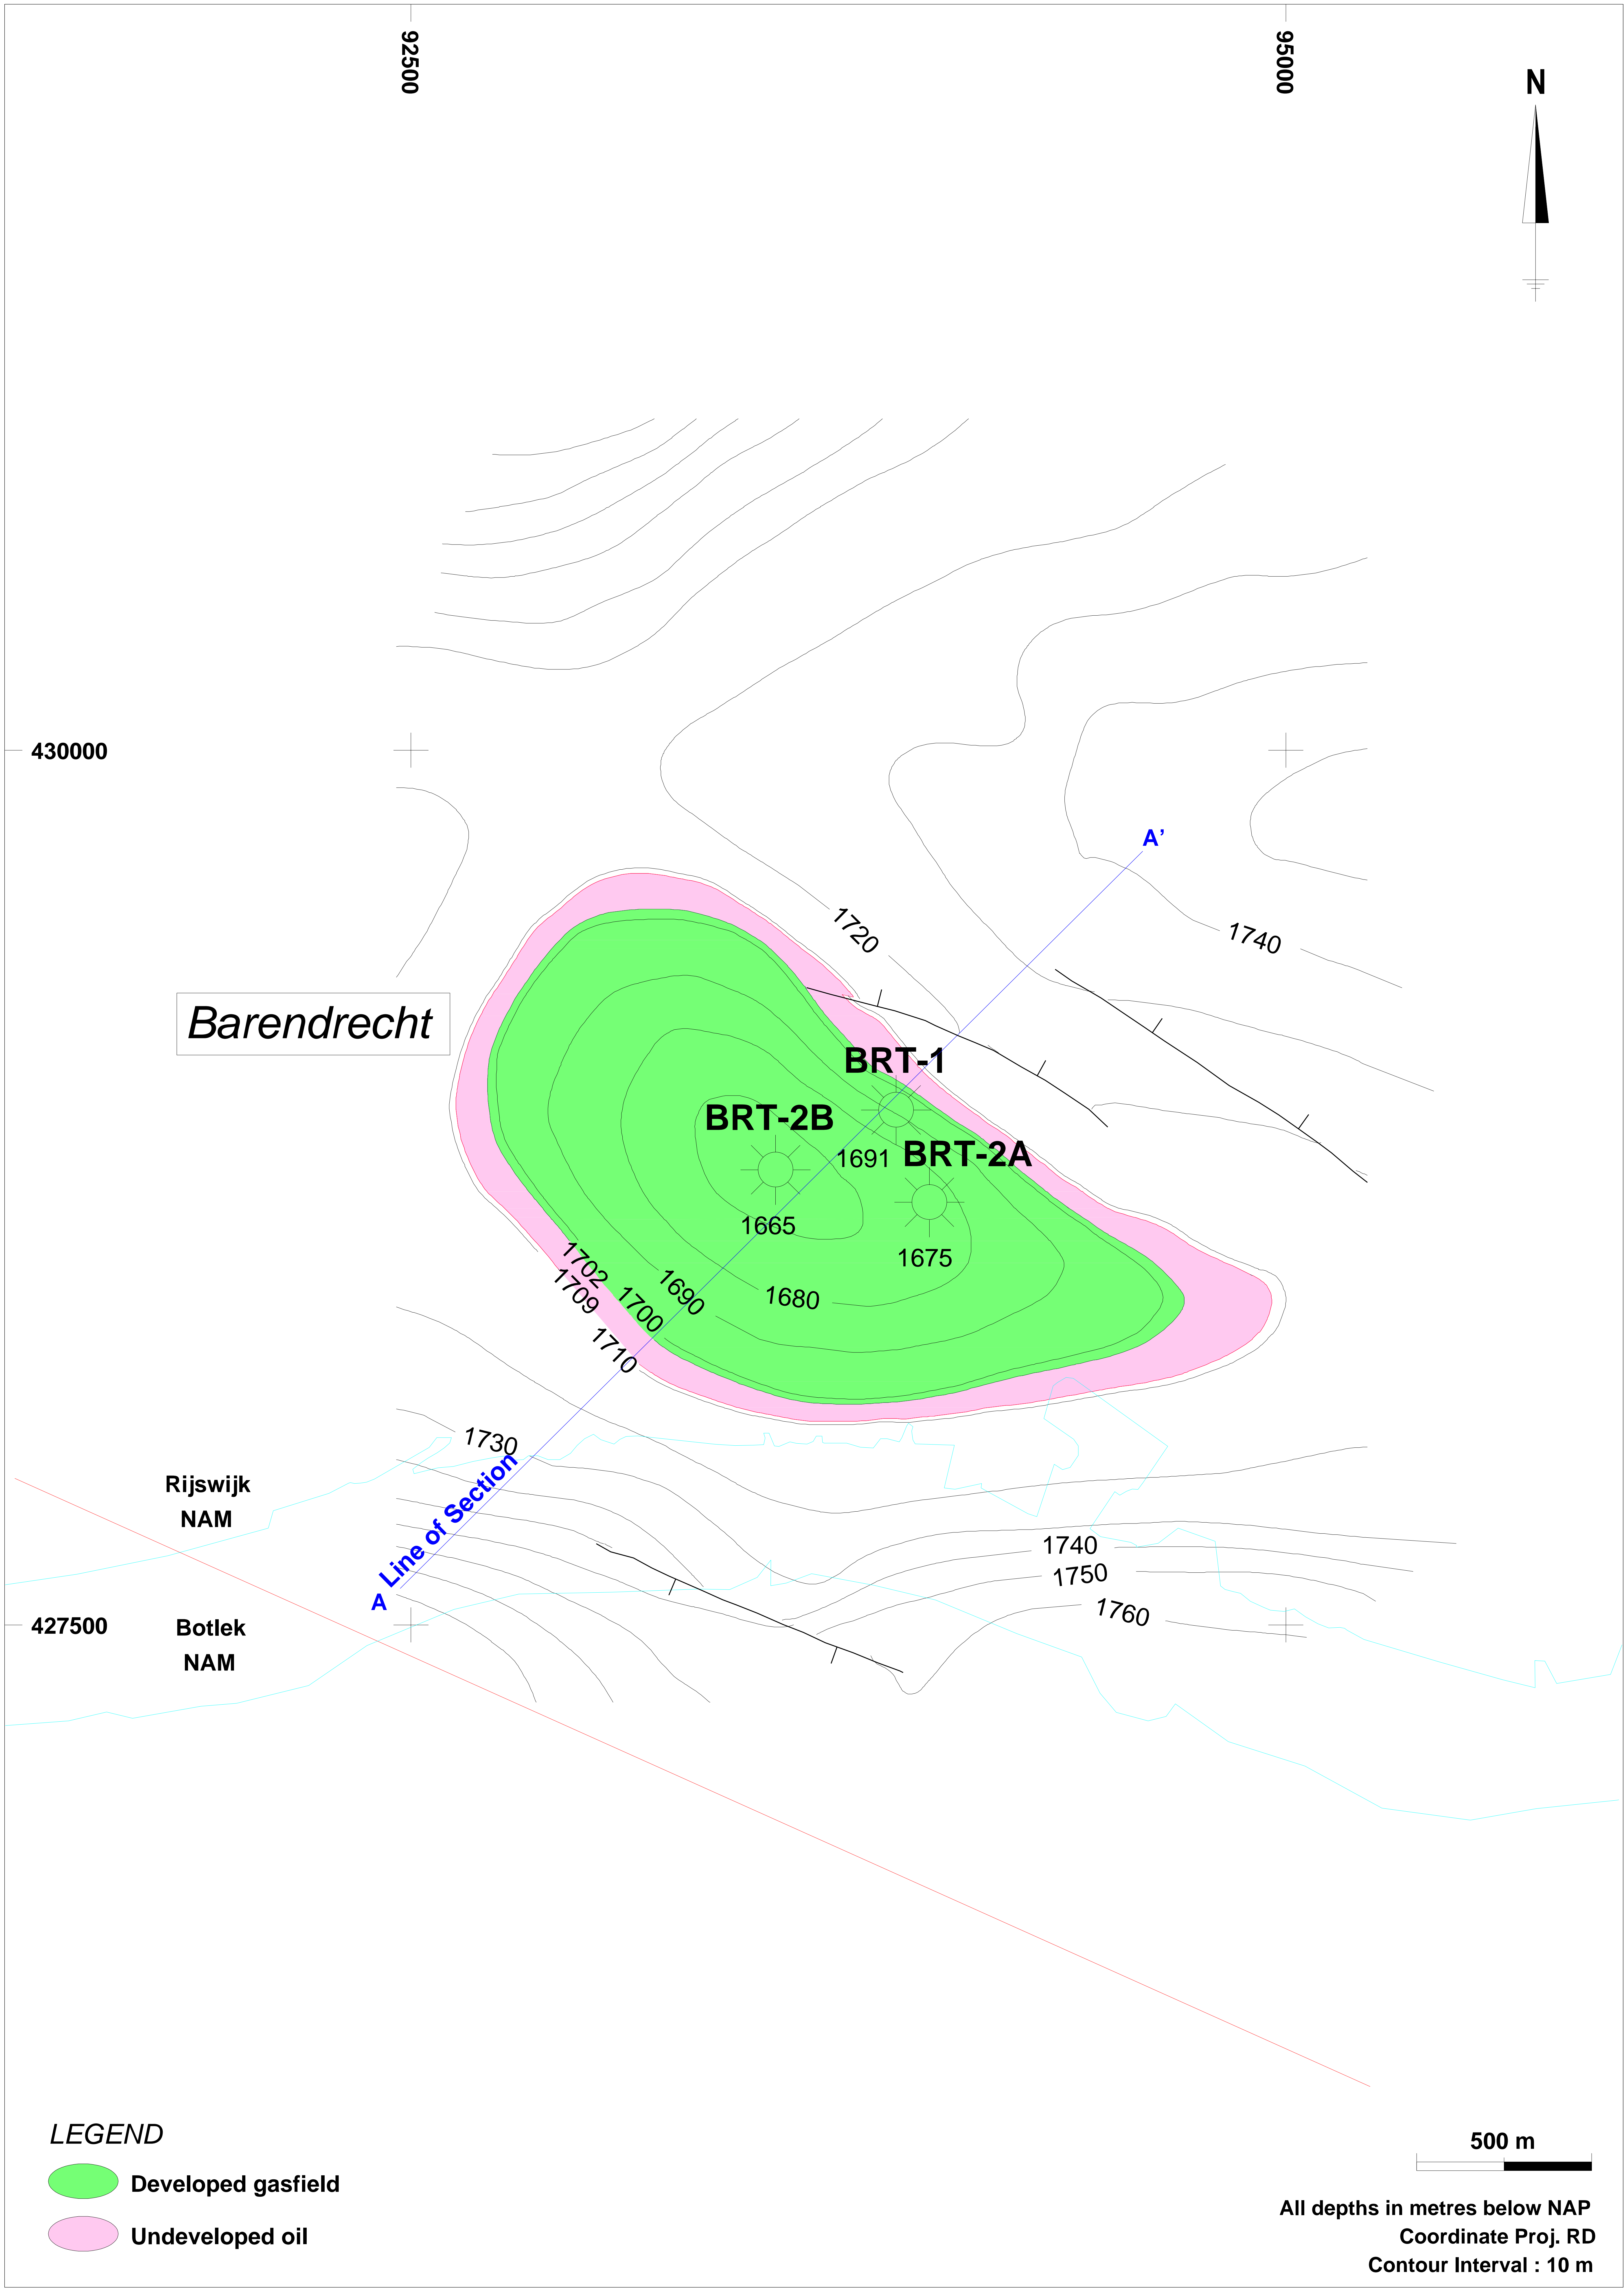 92500
95000
N
430000
A’
1720
1740
Barendrecht
BRT-1
BRT-2B
1691
BRT-2A
1665
1675
1702
1709
1700
1690
1680
1710
1730
Line of Section
A
Rijswijk
NAM
1740
1750
1760
427500
Botlek
NAM
LEGEND
Developed gasfield
Undeveloped oil
500 m
All depths in metres below NAP
Coordinate Proj. RD
Contour Interval : 10 m